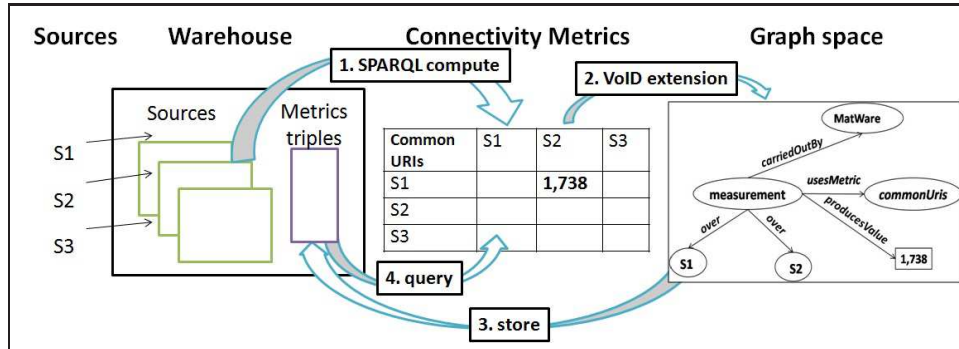 Sources Warehouse Connectivity Metrics Graph space
1. SPARQL compute
2. VoID extension
Sources
Metrics
triples
S1
S2
S3
Common
URIs
S1 S2 S3
S1 1,738
S2
S3
4. query
3. store
MatWare
carriedOutBy
measurement
usesMetric
commonUris
producesValue
over
over
S1
S2
1,738